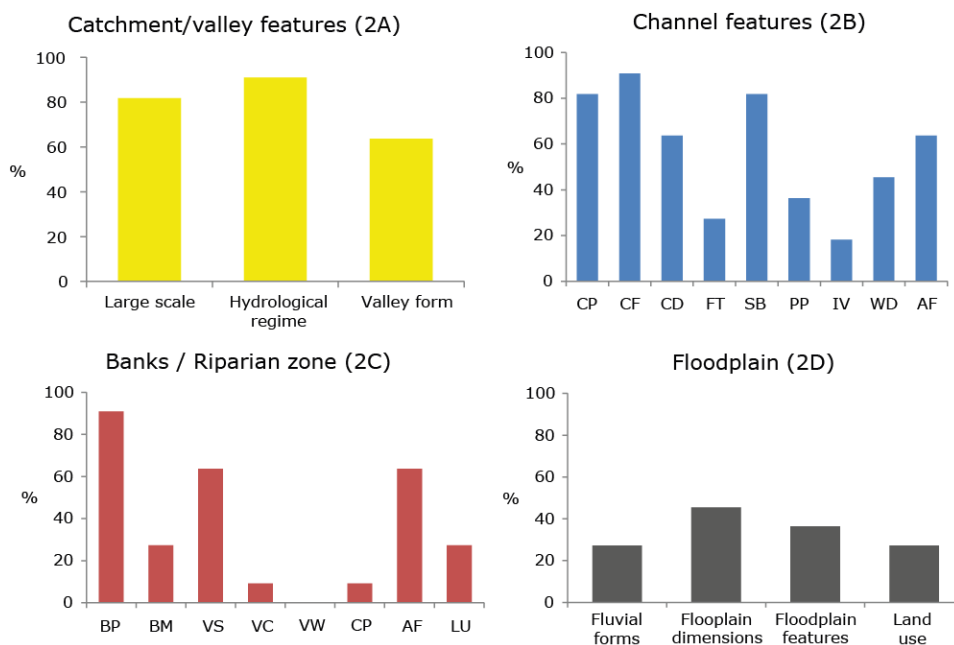 Catchment/valley features (2A)
100
80
60
%
40
20
0
Large scale
Hydrological
regime
Valley form
Channel features (2B)
100
80
60
%
40
20
0
CP CF CD FT SB PP IV WD AF
Banks / Riparian zone (2C)
100
80
60
%
40
20
0
BP BM VS VC VW CP AF LU
Floodplain (2D)
100
80
60
%
40
20
0
Fluvial
forms
Flooplain
dimensions
Floodplain
features
Land
use